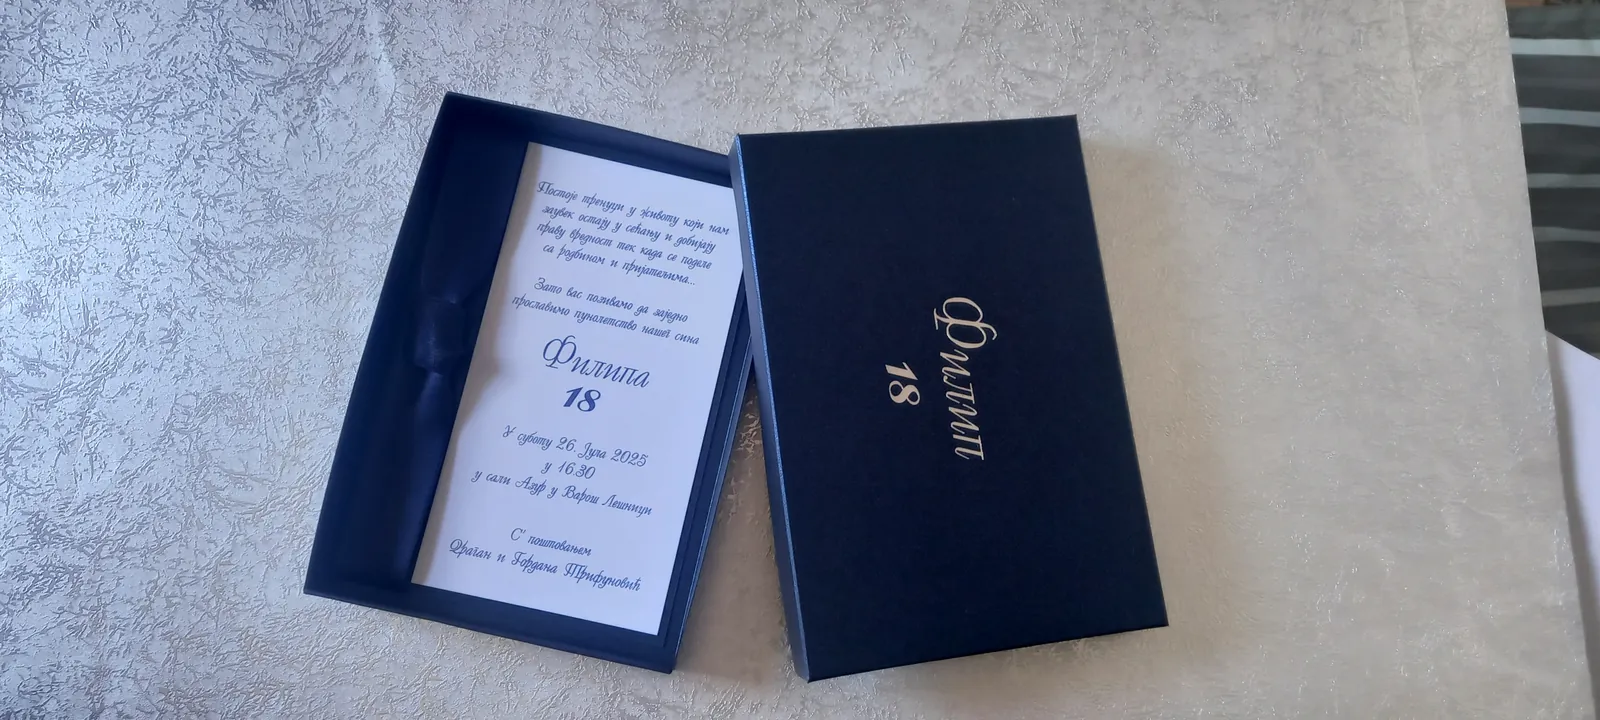 Постоје тренуци у животу који нам
заувек остају у сећању и добијају
праву вредност тек када се поделе
са родбином и пријатељима...
Зато вас позивамо да заједно
прославимо пунолетство нашег сина
Филипа
18
У суботу 26. Јула 2025
у 16.30
у сали Азур у Варош Лешници
С' поштовањем
Драган и Гордана Трифуновић
Филип
18